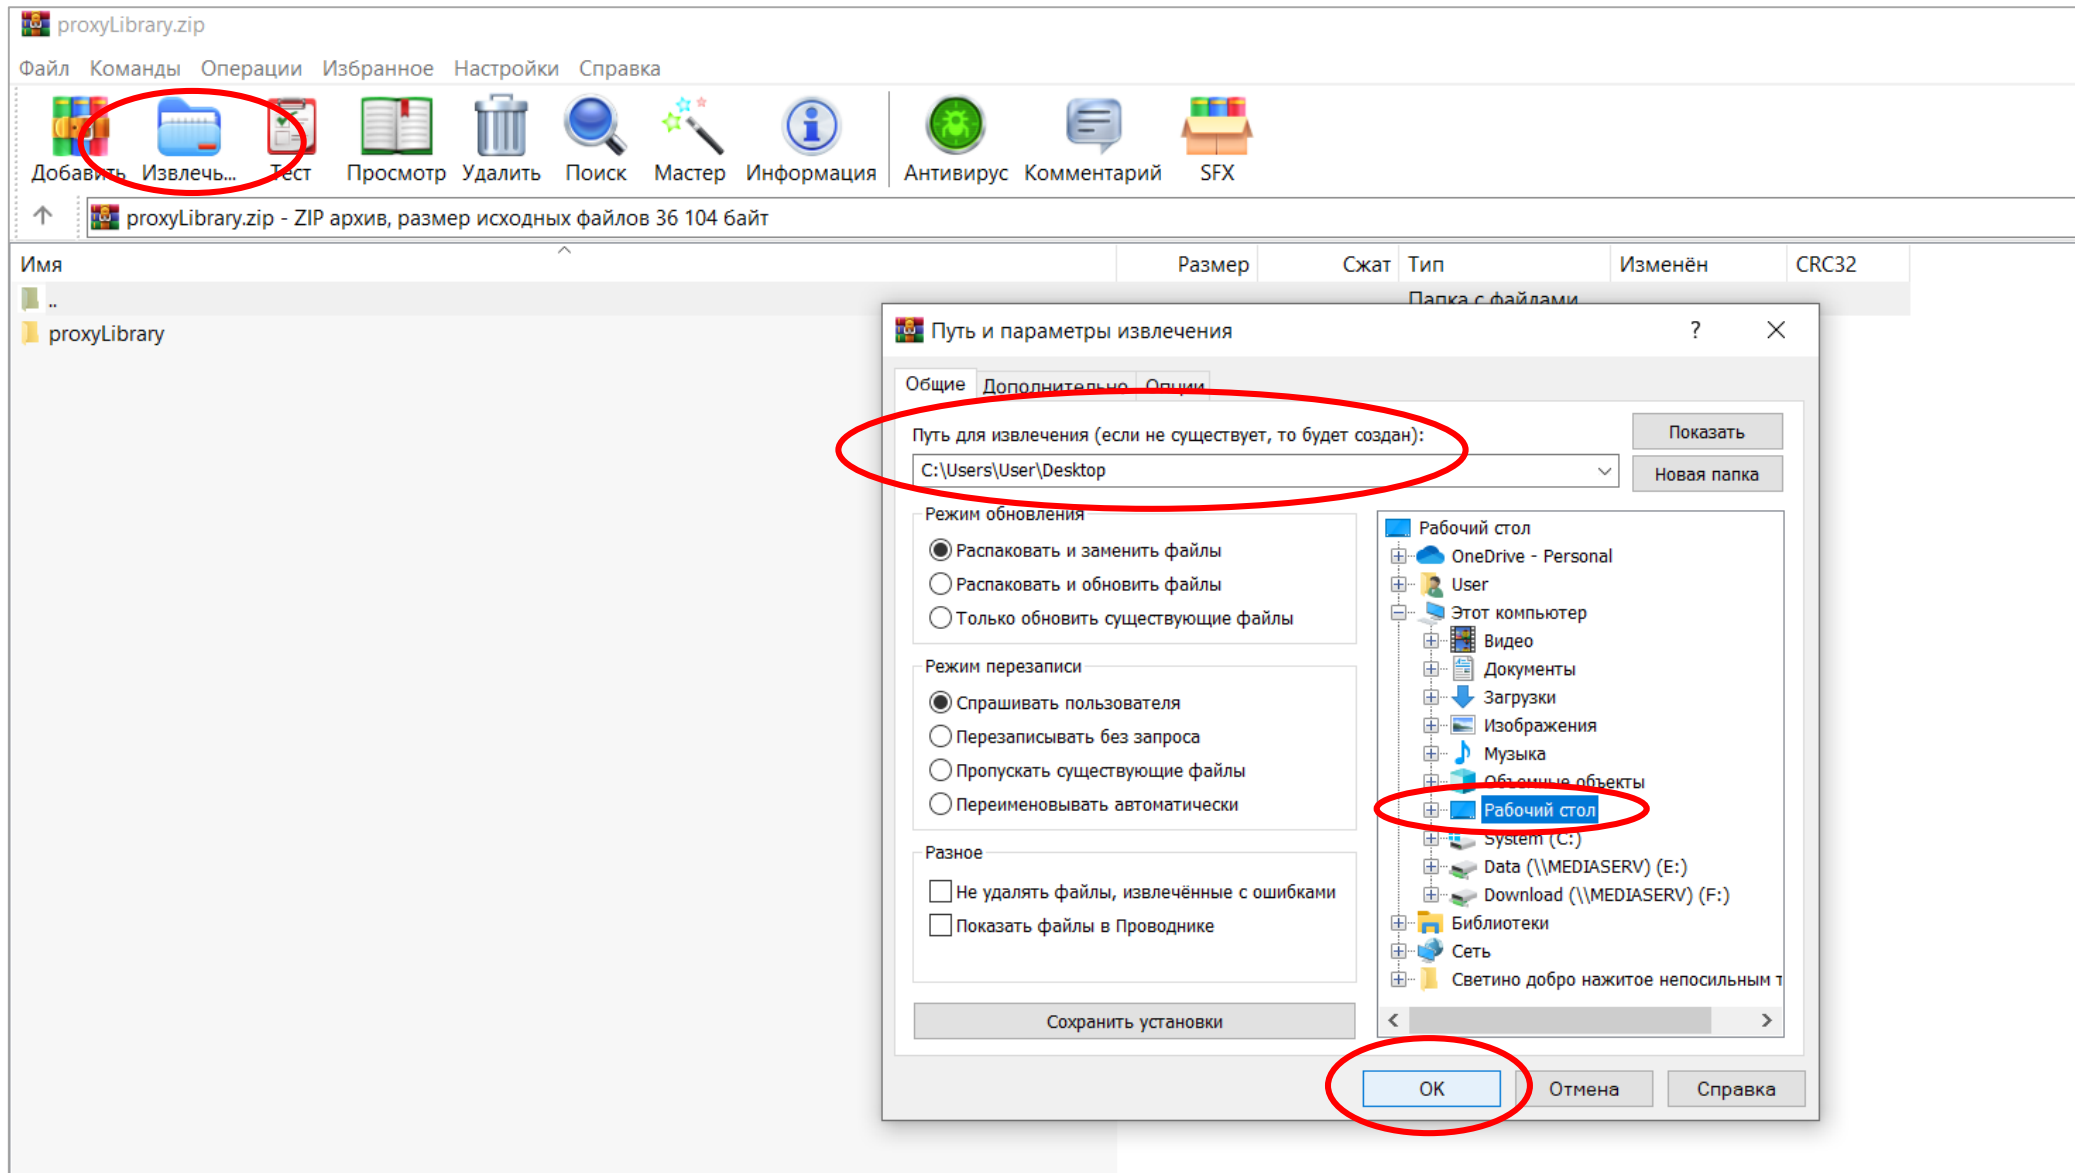 proxyLibrary.zip
Файл Команды Операции Избранное Настройки Справка
Добавить Извлечь... Тест Просмотр Удалить Поиск Мастер Информация Антивирус Комментарий SFX
proxyLibrary.zip - ZIP архив, размер исходных файлов 36 104 байт
Имя Размер Сжат Тип Изменён CRC32
.. Папка с файлами
proxyLibrary
Путь и параметры извлечения ?
Общие Дополнительно Опции
Путь для извлечения (если не существует, то будет создан):
Показать
C:\Users\User\Desktop
Новая папка
Режим обновления
Распаковать и заменить файлы
Распаковать и обновить файлы
Только обновить существующие файлы
Режим перезаписи
Спрашивать пользователя
Перезаписывать без запроса
Пропускать существующие файлы
Переименовывать автоматически
Разное
Не удалять файлы, извлечённые с ошибками
Показать файлы в Проводнике
Сохранить установки
Рабочий стол
OneDrive - Personal
User
Этот компьютер
Видео
Документы
Загрузки
Изображения
Музыка
Объемные объекты
Рабочий стол
System (C:)
Data (\\MEDIASERV) (E:)
Download (\\MEDIASERV) (F:)
Библиотеки
Сеть
Светино добро нажитое непосильным т
OK Отмена Справка